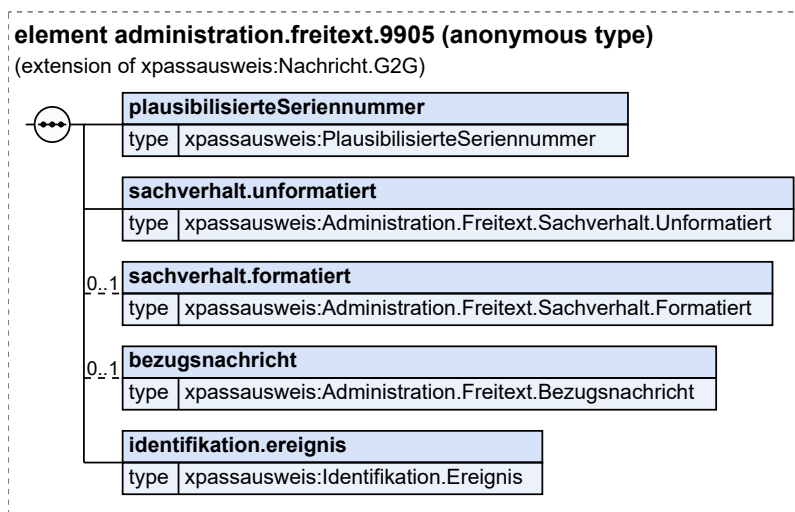 element administration.freitext.9905 (anonymous type)
(extension of xpassausweis:Nachricht.G2G)
plausibilisierteSeriennummer
type xpassausweis:PlausibilisierteSeriennummer
sachverhalt.unformatiert
type xpassausweis:Administration.Freitext.Sachverhalt.Unformatiert
0..1 sachverhalt.formatiert
type xpassausweis:Administration.Freitext.Sachverhalt.Formatiert
0..1 bezugsnachricht
type xpassausweis:Administration.Freitext.Bezugsnachricht
identifikation.ereignis
type xpassausweis:Identifikation.Ereignis